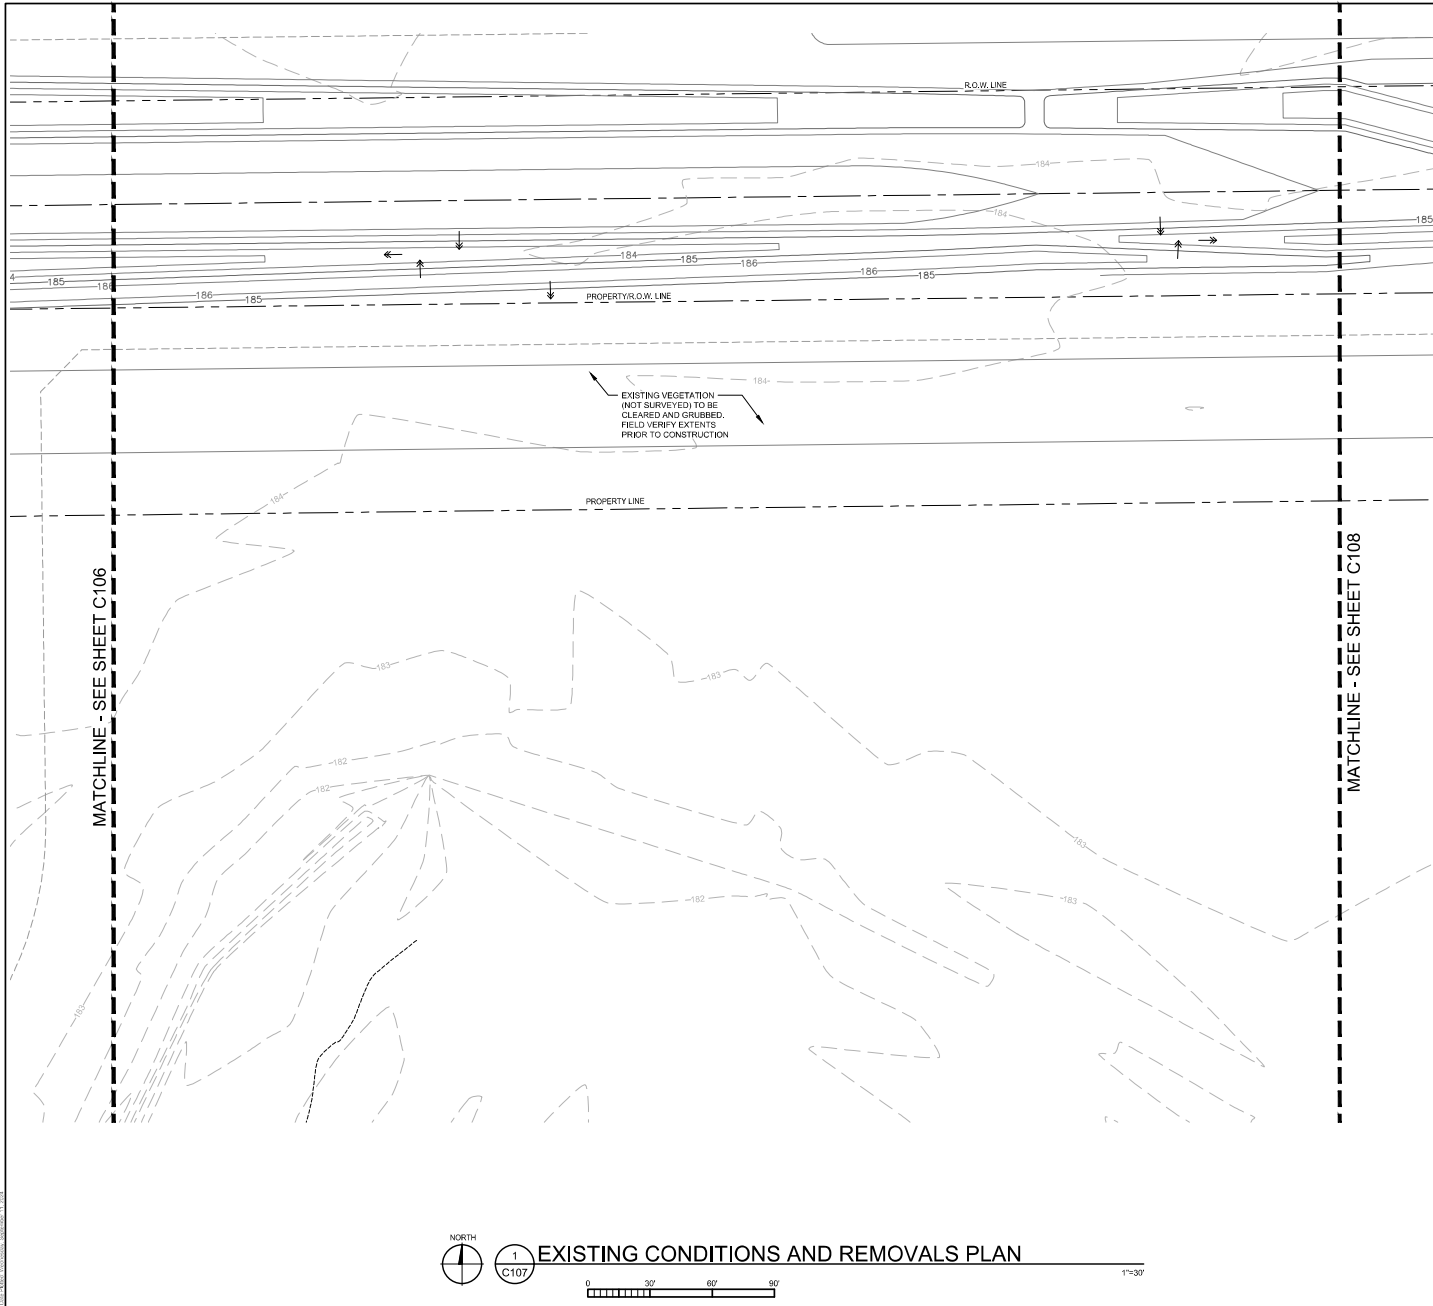 R.O.W. LINE
184
184
185
184
185
186
4
185
186
186
185
186
185
PROPERTY/R.O.W. LINE
184
EXISTING VEGETATION
(NOT SURVEYED) TO BE
CLEARED AND GRUBBED.
FIELD VERIFY EXTENTS
PRIOR TO CONSTRUCTION
184
PROPERTY LINE
MATCHLINE - SEE SHEET C106
MATCHLINE - SEE SHEET C108
183
183
182
182
183
182
183
183
NORTH
1
C107
EXISTING CONDITIONS AND REMOVALS PLAN
1"=30'
0 30' 60' 90'